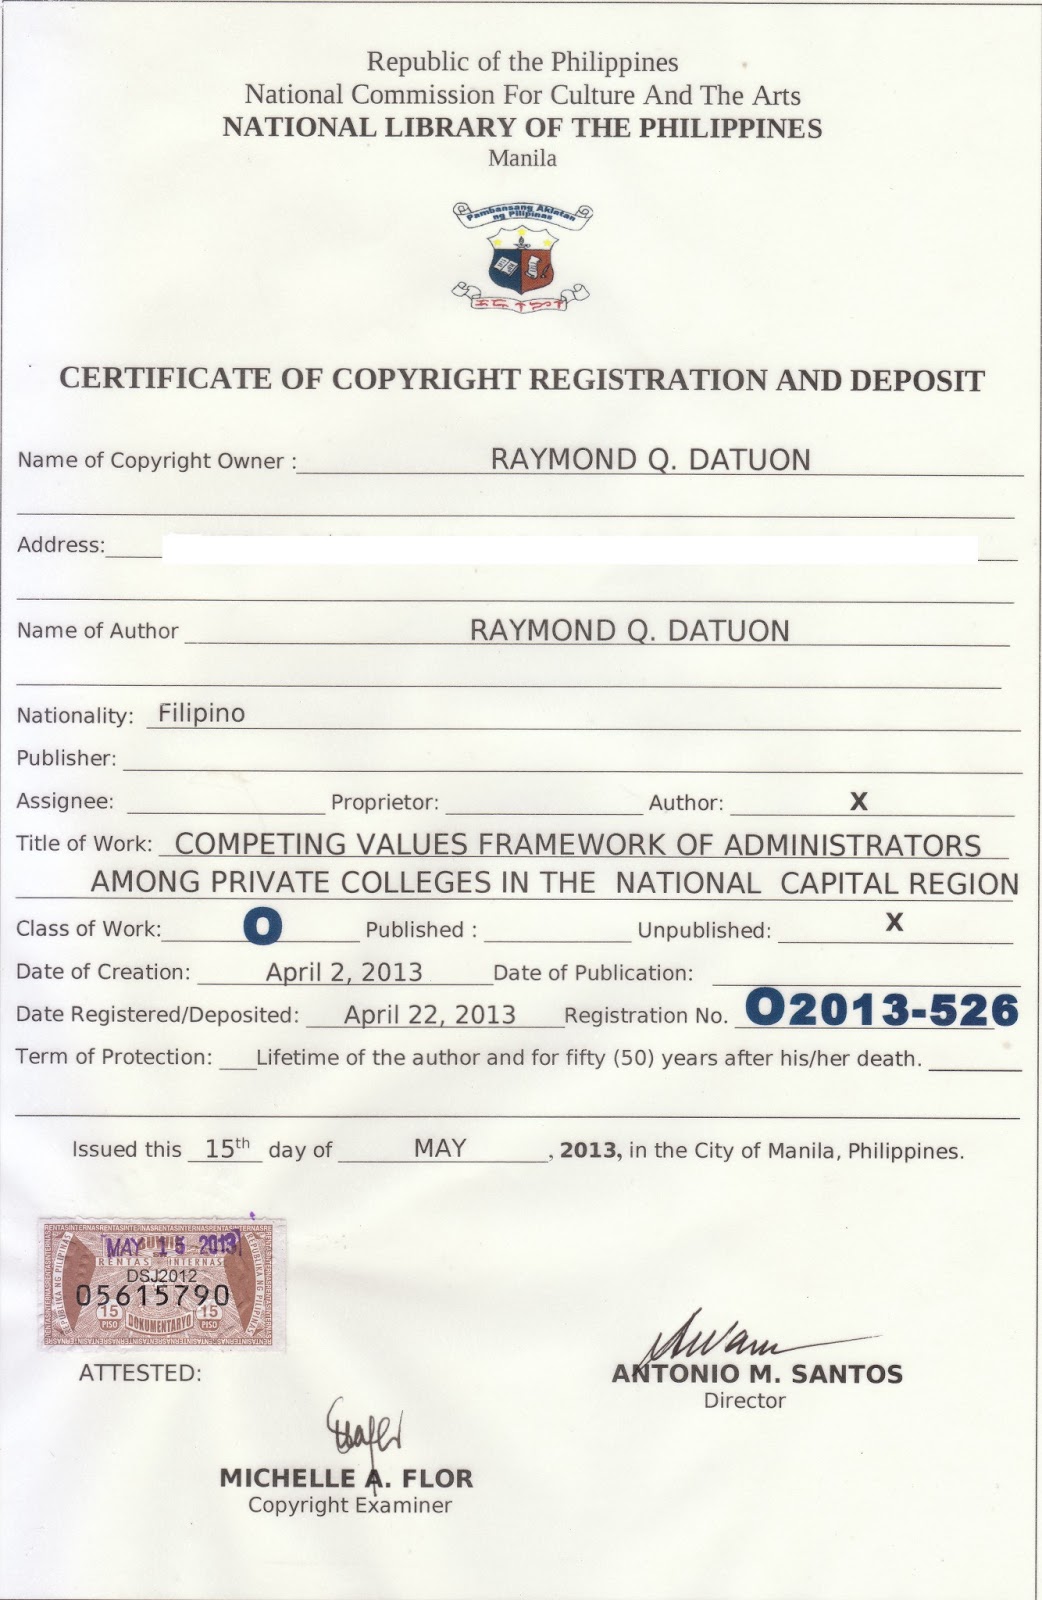 Republic of the Philippines
National Commission For Culture And The Arts
NATIONAL LIBRARY OF THE PHILIPPINES
Manila
Pambansang Aklatan
ng Pilipinas
CERTIFICATE OF COPYRIGHT REGISTRATION AND DEPOSIT
Name of Copyright Owner : RAYMOND Q. DATUON
Address:
Name of Author RAYMOND Q. DATUON
Nationality: Filipino
Publisher:
Assignee: Proprietor: Author: X
Title of Work: COMPETING VALUES FRAMEWORK OF ADMINISTRATORS
AMONG PRIVATE COLLEGES IN THE NATIONAL CAPITAL REGION
Class of Work: O Published : Unpublished: X
Date of Creation: April 2, 2013 Date of Publication:
Date Registered/Deposited: April 22, 2013 Registration No. O2013-526
Term of Protection: Lifetime of the author and for fifty (50) years after his/her death.
Issued this 15th day of MAY, 2013, in the City of Manila, Philippines.
MAY 15 2013
RENTAS INTERNAS
DSJ2012
05615790
15 PISO DOKUMENTARYO 15 PISO
REPUBLIKA NG PILIPINAS
REPUBLIKA NG PILIPINAS
ATTESTED:
ANTONIO M. SANTOS
Director
MICHELLE A. FLOR
Copyright Examiner